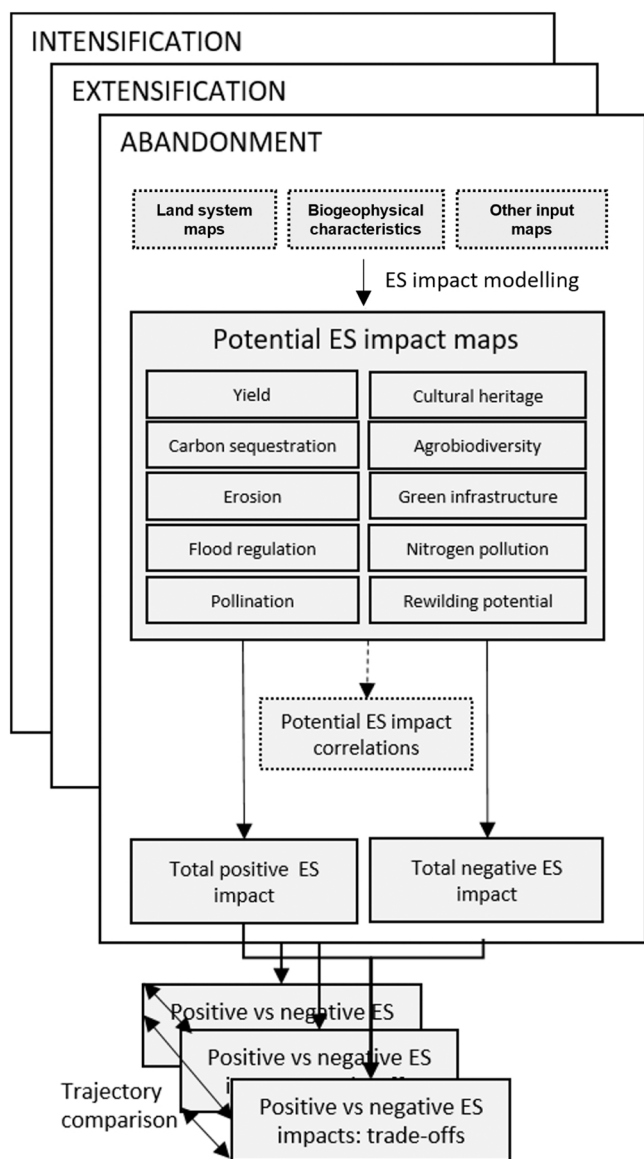 INTENSIFICATION
EXTENSIFICATION
ABANDONMENT
Land system
maps
Biogeophysical
characteristics
Other input
maps
ES impact modelling
Potential ES impact maps
Yield
Cultural heritage
Carbon sequestration
Agrobiodiversity
Erosion
Green infrastructure
Flood regulation
Nitrogen pollution
Pollination
Rewilding potential
Potential ES impact
correlations
Total positive ES
impact
Total negative ES
impact
Positive vs negative ES
Positive vs negative ES
Trajectory
comparison
Positive vs negative ES
impacts: trade-offs